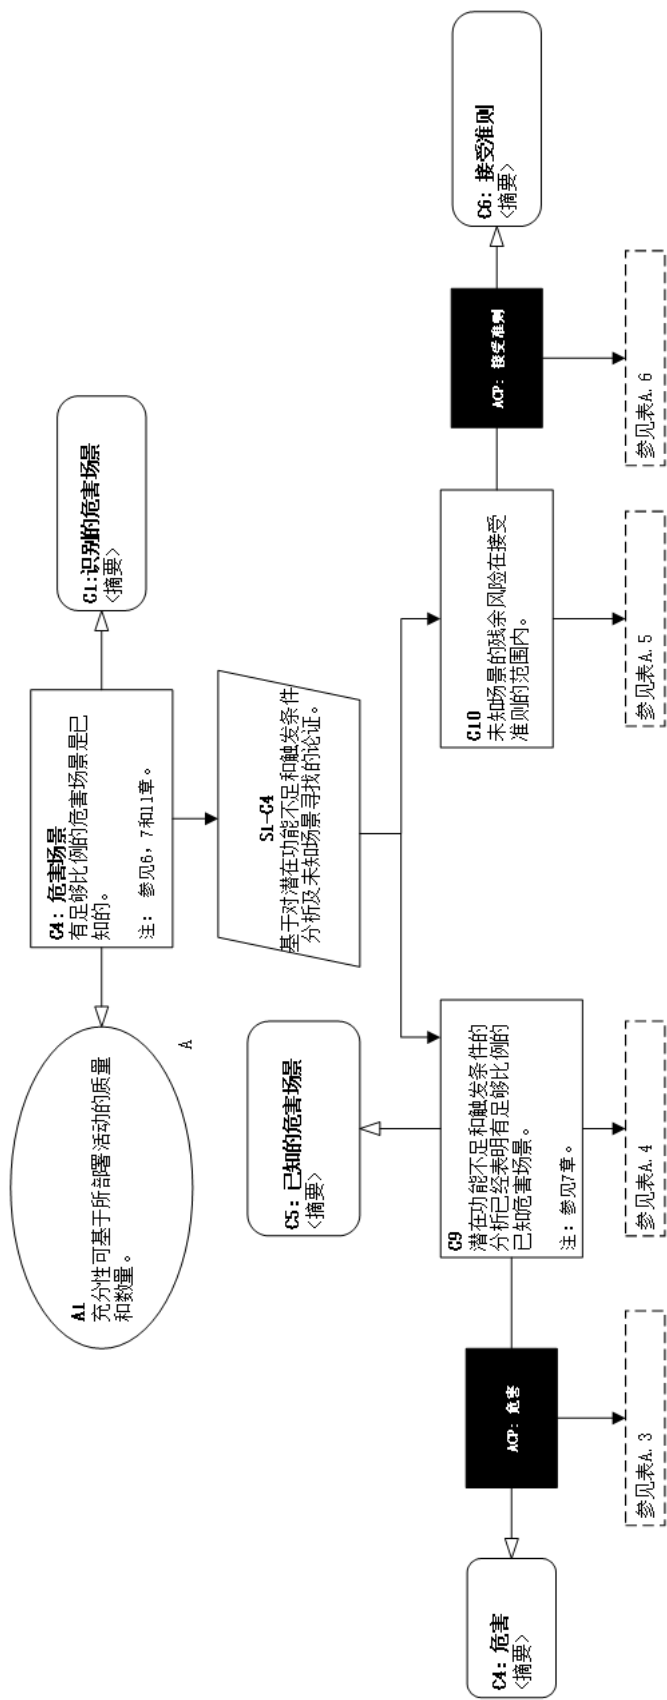 A1
充分性可基于所部署活动的质量
和数量。
A
G4: 危害场景
有足够比例的危害场景是已
知的。
注: 参见6, 7和11章。
C1:识别的危害场景
<摘要>
S1-G4
基于对潜在功能不足和触发条件
分析及未知场景寻找的论证。
C5: 已知的危害场景
<摘要>
C4: 危害
<摘要>
ACP: 危害
G9
潜在功能不足和触发条件的
分析已经表明有足够比例的
已知危害场景。
注: 参见7章。
G10
未知场景的残余风险在接受
准则的范围内。
ACP: 接受准则
C6: 接受准则
<摘要>
参见表A.3
参见表A.4
参见表A.5
参见表A.6